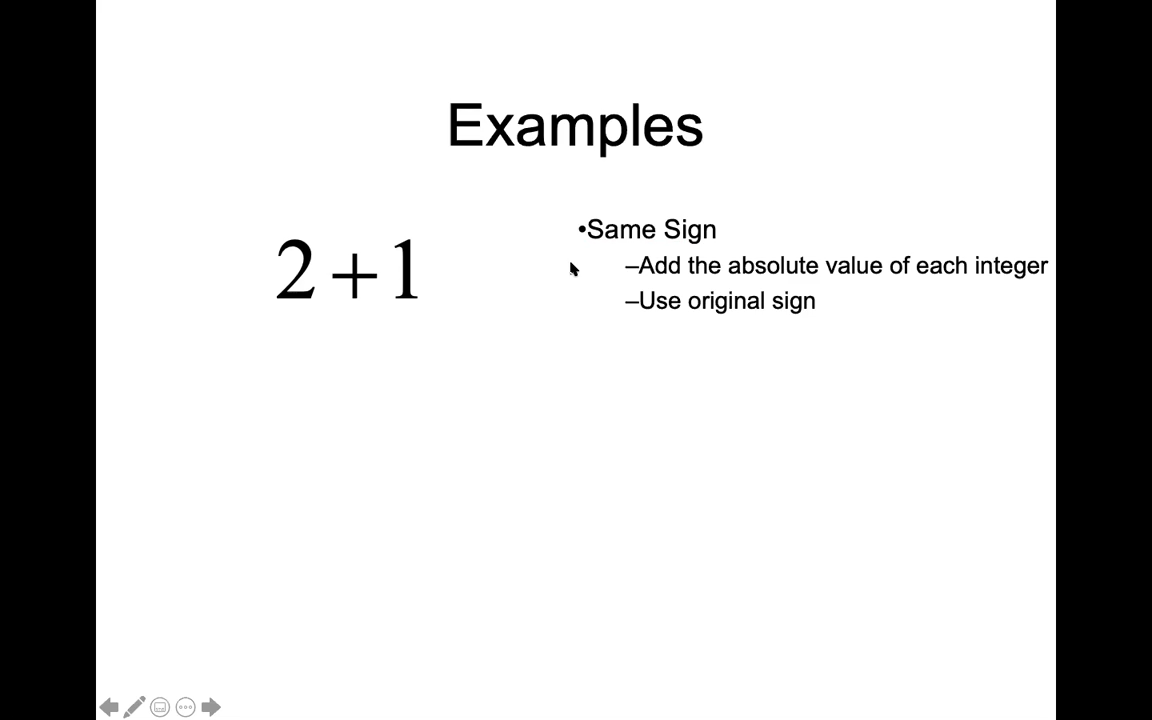 Examples
2+1
•Same Sign
–Add the absolute value of each integer
–Use original sign